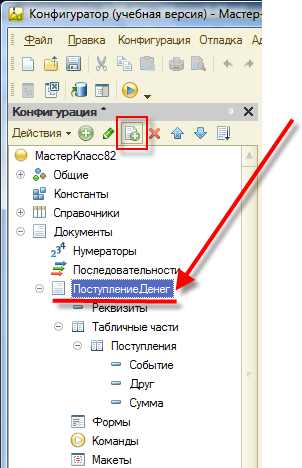 Конфигуратор (учебная версия) - Мастер-
Файл Правка Конфигурация Отладка
Конфигурация *
Действия
МастерКласс82
Общие
Константы
Справочники
Документы
Нумераторы
Последовательности
ПоступлениеДенег
Реквизиты
Табличные части
Поступления
Событие
Друг
Сумма
Формы
Команды
Макеты